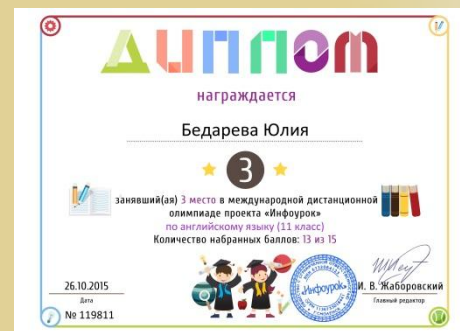 ДИПЛОМ
награждается
Бедарева Юлия
3
занявший(ая) 3 место в международной дистанционной
олимпиаде проекта «Инфоурок»
по английскому языку (11 класс)
Количество набранных баллов: 13 из 15
26.10.2015
Дата
№ 119811
«Инфоурок»
И. В. Жаборовский
Главный редактор